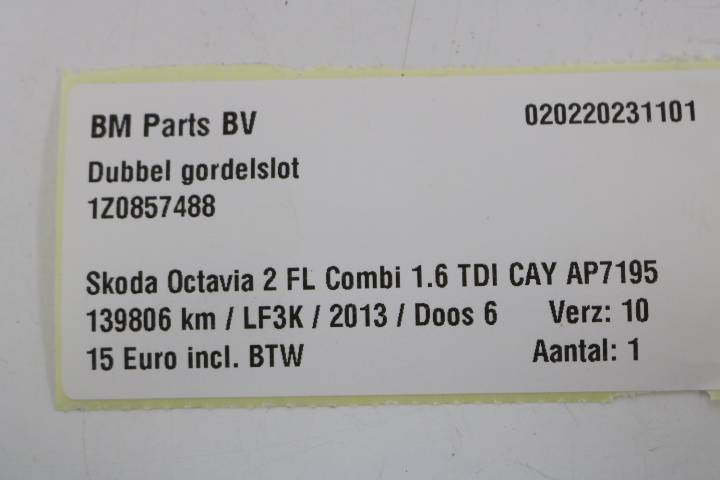 BM Parts BV 020220231101
Dubbel gordelslot
1Z0857488
Skoda Octavia 2 FL Combi 1.6 TDI CAY AP7195
139806 km / LF3K / 2013 / Doos 6 Verz: 10
15 Euro incl. BTW Aantal: 1